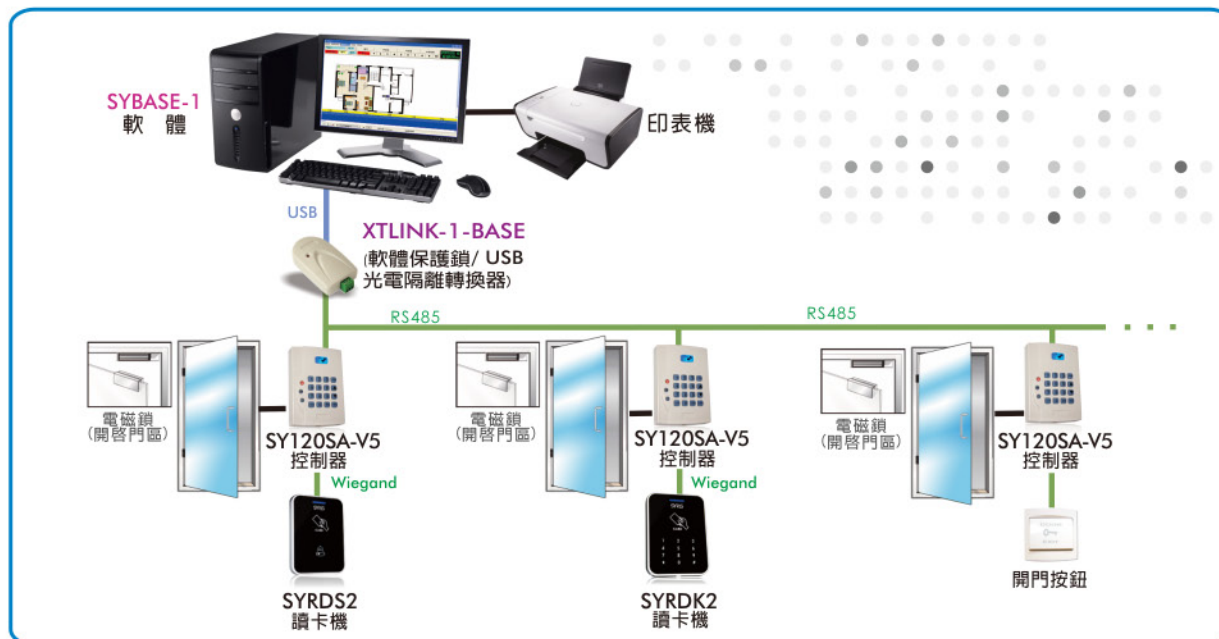 SYBASE-1
軟 體
印表機
USB
XTLINK-1-BASE
(軟體保護鎖/ USB
光電隔離轉換器)
RS485
RS485
電磁鎖
(開啓門區)
SY120SA-V5
控制器
電磁鎖
(開啓門區)
SY120SA-V5
控制器
電磁鎖
(開啓門區)
SY120SA-V5
控制器
Wiegand
Wiegand
SYRDS2
讀卡機
SYRDK2
讀卡機
開門按鈕